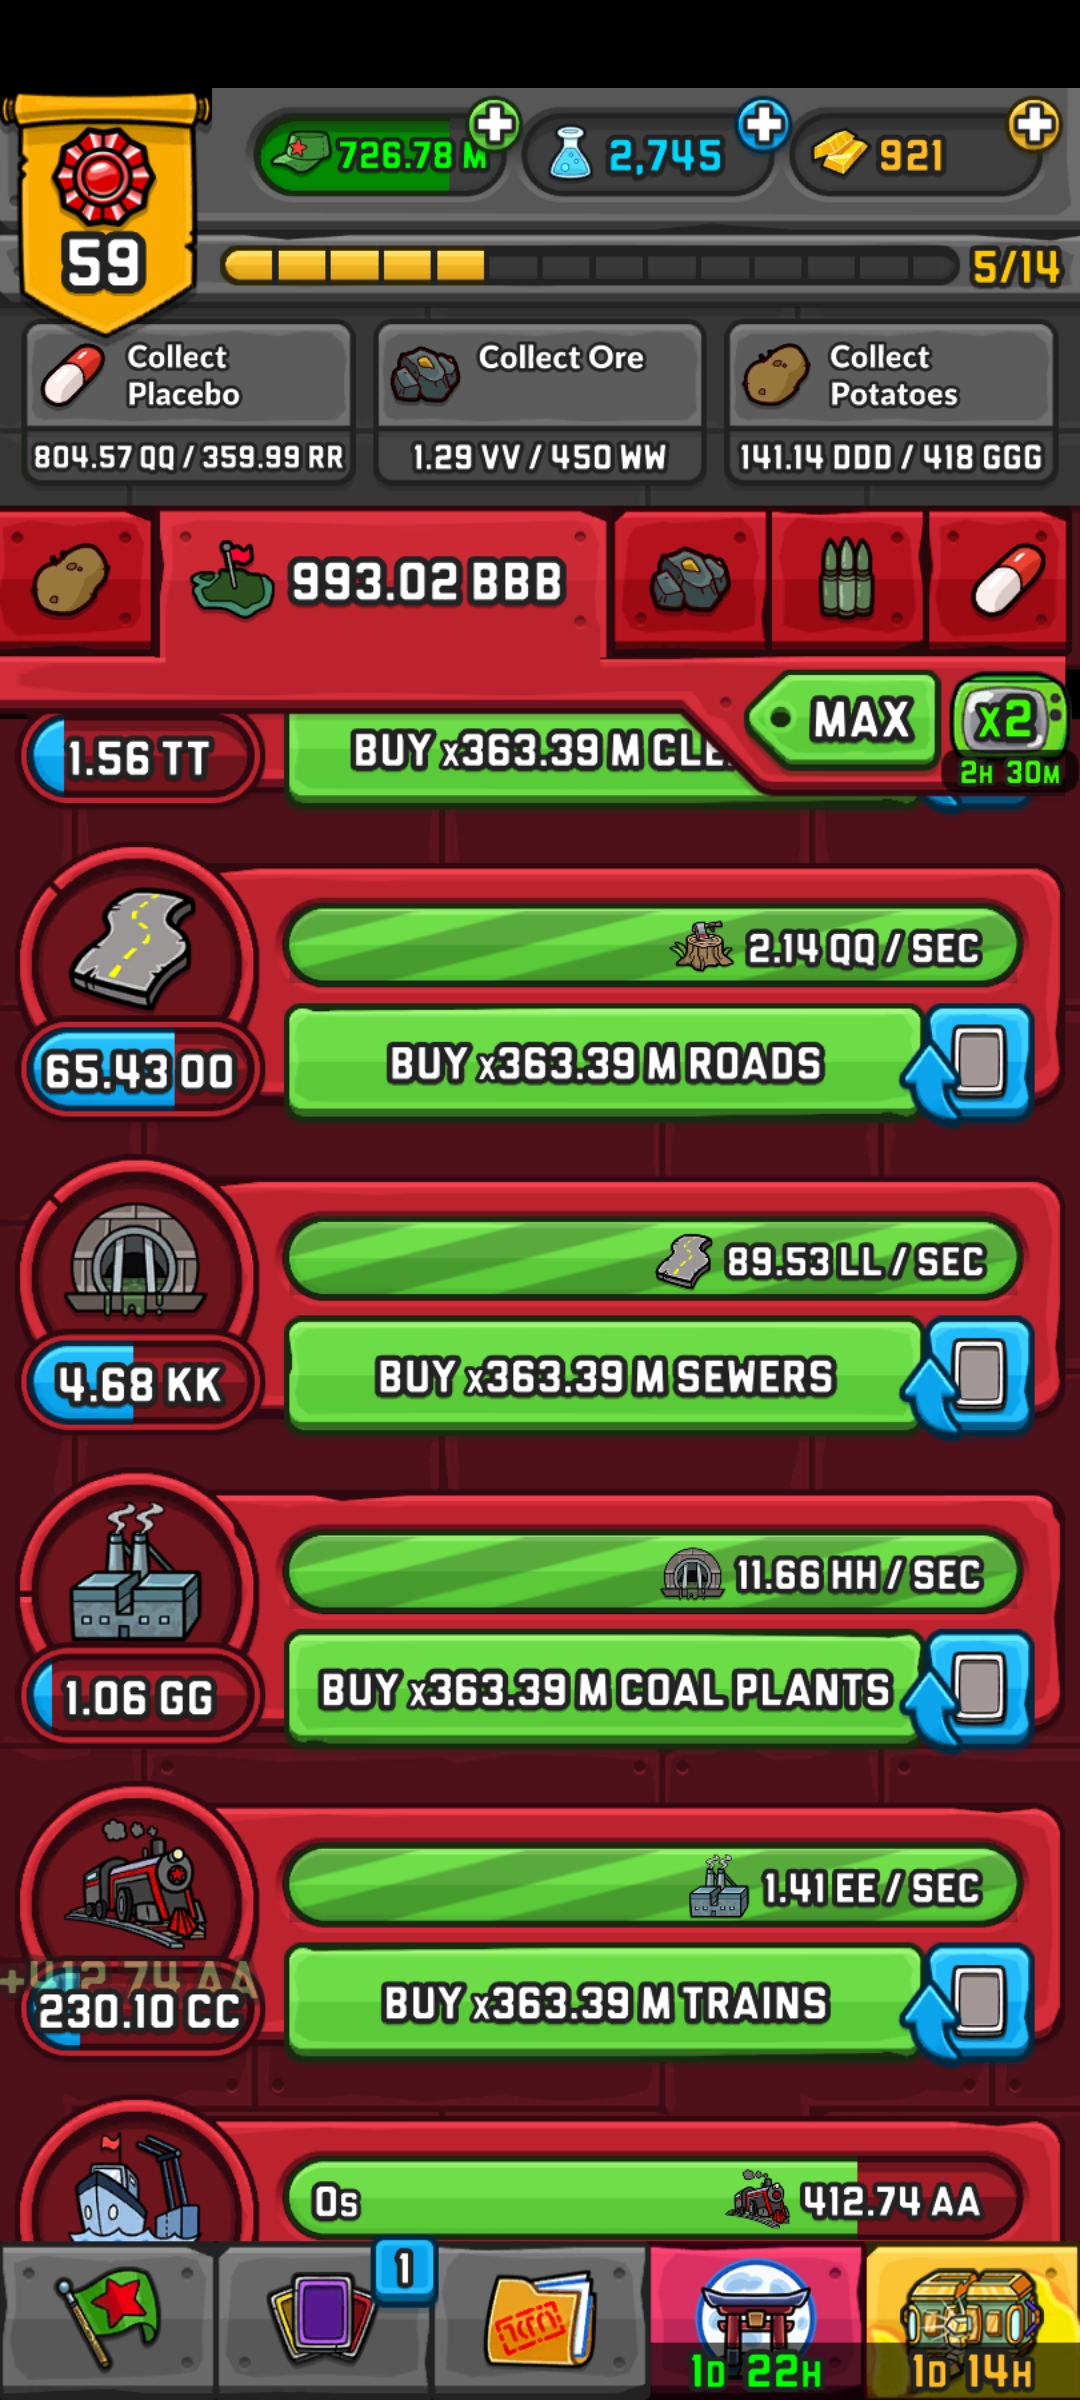 726.78 M
2,745
921
59
5/14
Collect
Placebo
804.57 QQ / 359.99 RR
Collect Ore
1.29 VV / 450 WW
Collect
Potatoes
141.14 DDD / 418 GGG
993.02 BBB
MAX
x2
2H 30M
1.56 TT
BUY x363.39 M CLE
2.14 QQ / SEC
65.43 OO
BUY x363.39 M ROADS
89.53 LL / SEC
4.68 KK
BUY x363.39 M SEWERS
11.66 HH / SEC
1.06 GG
BUY x363.39 M COAL PLANTS
1.41 EE / SEC
+412.74 AA
230.10 CC
BUY x363.39 M TRAINS
0s
412.74 AA
1
1D 22H
1D 14H